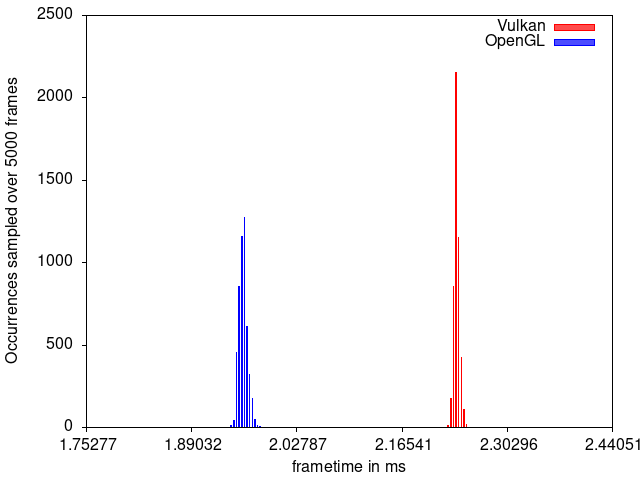 2500
Vulkan
OpenGL
2000
1500
1000
500
0
Occurrences sampled over 5000 frames
1.75277 1.89032 2.02787 2.16541 2.30296 2.44051
frametime in ms